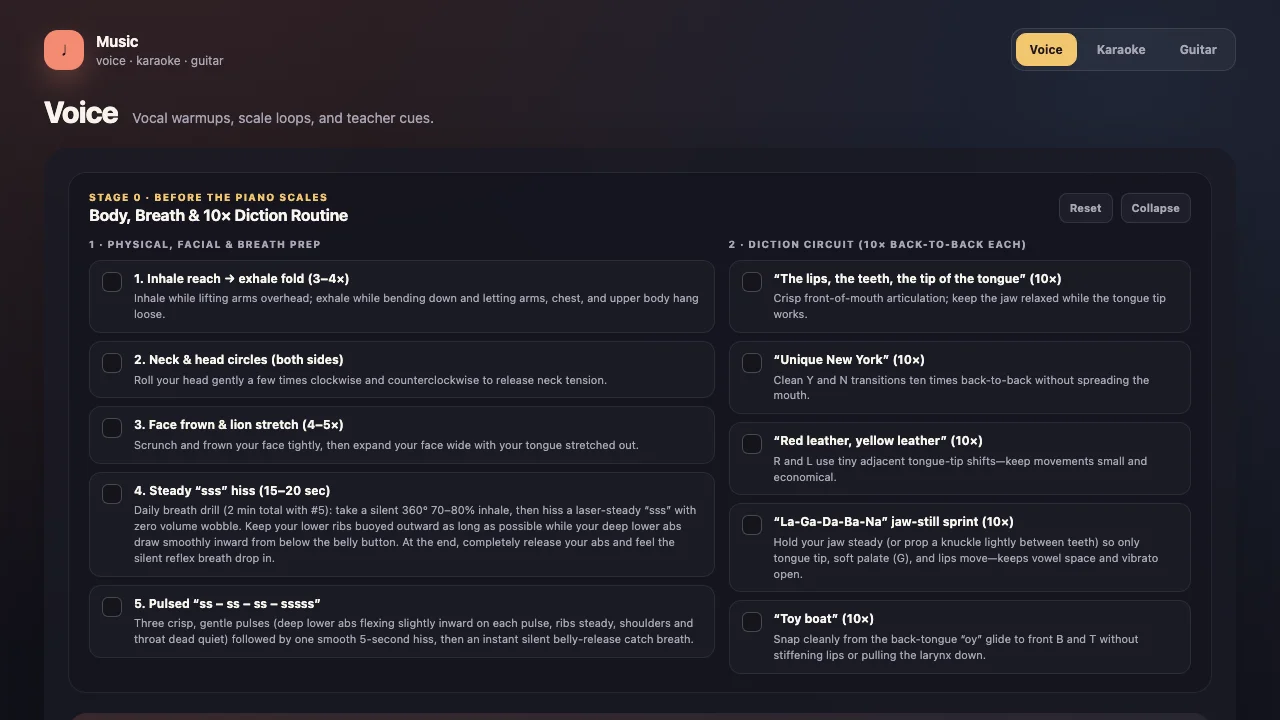 ♩
Music
voice · karaoke · guitar
Voice
Karaoke
Guitar
Voice
Vocal warmups, scale loops, and teacher cues.
STAGE 0 · BEFORE THE PIANO SCALES
Body, Breath & 10× Diction Routine
Reset
Collapse
1 · PHYSICAL, FACIAL & BREATH PREP
1. Inhale reach → exhale fold (3–4×)
Inhale while lifting arms overhead; exhale while bending down and letting arms, chest, and upper body hang
loose.
2. Neck & head circles (both sides)
Roll your head gently a few times clockwise and counterclockwise to release neck tension.
3. Face frown & lion stretch (4–5×)
Scrunch and frown your face tightly, then expand your face wide with your tongue stretched out.
4. Steady “sss” hiss (15–20 sec)
Daily breath drill (2 min total with #5): take a silent 360° 70–80% inhale, then hiss a laser-steady “sss” with
zero volume wobble. Keep your lower ribs buoyed outward as long as possible while your deep lower abs
draw smoothly inward from below the belly button. At the end, completely release your abs and feel the
silent reflex breath drop in.
5. Pulsed “ss – ss – ss – sssss”
Three crisp, gentle pulses (deep lower abs flexing slightly inward on each pulse, ribs steady, shoulders and
throat dead quiet) followed by one smooth 5-second hiss, then an instant silent belly-release catch breath.
2 · DICTION CIRCUIT (10× BACK-TO-BACK EACH)
“The lips, the teeth, the tip of the tongue” (10×)
Crisp front-of-mouth articulation; keep the jaw relaxed while the tongue tip
works.
“Unique New York” (10×)
Clean Y and N transitions ten times back-to-back without spreading the
mouth.
“Red leather, yellow leather” (10×)
R and L use tiny adjacent tongue-tip shifts—keep movements small and
economical.
“La-Ga-Da-Ba-Na” jaw-still sprint (10×)
Hold your jaw steady (or prop a knuckle lightly between teeth) so only
tongue tip, soft palate (G), and lips move—keeps vowel space and vibrato
open.
“Toy boat” (10×)
Snap cleanly from the back-tongue “oy” glide to front B and T without
stiffening lips or pulling the larynx down.